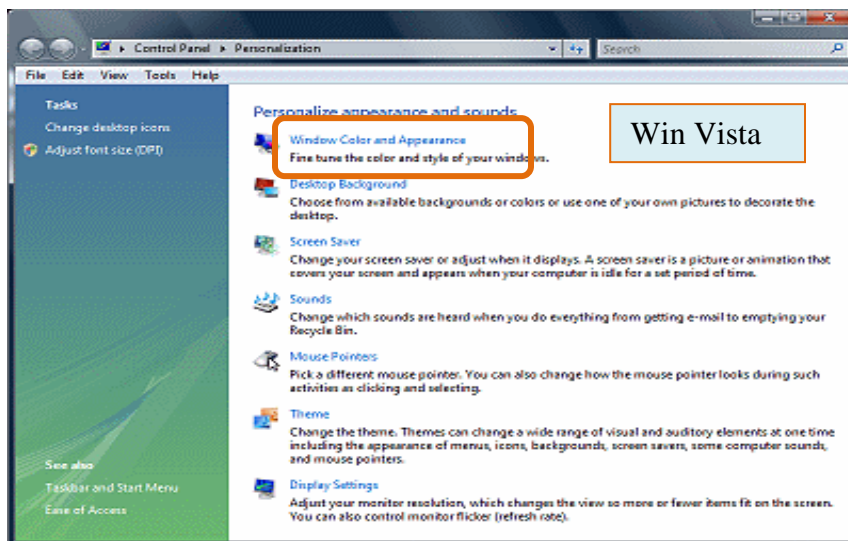 Control Panel ▸ Personalization
Search
File Edit View Tools Help
Tasks
Change desktop icons
Adjust font size (DPI)
See also
Taskbar and Start Menu
Ease of Access
Personalize appearance and sounds
Win Vista
Window Color and Appearance
Fine tune the color and style of your windows.
Desktop Background
Choose from available backgrounds or colors or use one of your own pictures to decorate the
desktop.
Screen Saver
Change your screen saver or adjust when it displays. A screen saver is a picture or animation that
covers your screen and appears when your computer is idle for a set period of time.
Sounds
Change which sounds are heard when you do everything from getting e-mail to emptying your
Recycle Bin.
Mouse Pointers
Pick a different mouse pointer. You can also change how the mouse pointer looks during such
activities as clicking and selecting.
Theme
Change the theme. Themes can change a wide range of visual and auditory elements at one time
including the appearance of menus, icons, backgrounds, screen savers, some computer sounds,
and mouse pointers.
Display Settings
Adjust your monitor resolution, which changes the view so more or fewer items fit on the screen.
You can also control monitor flicker (refresh rate).